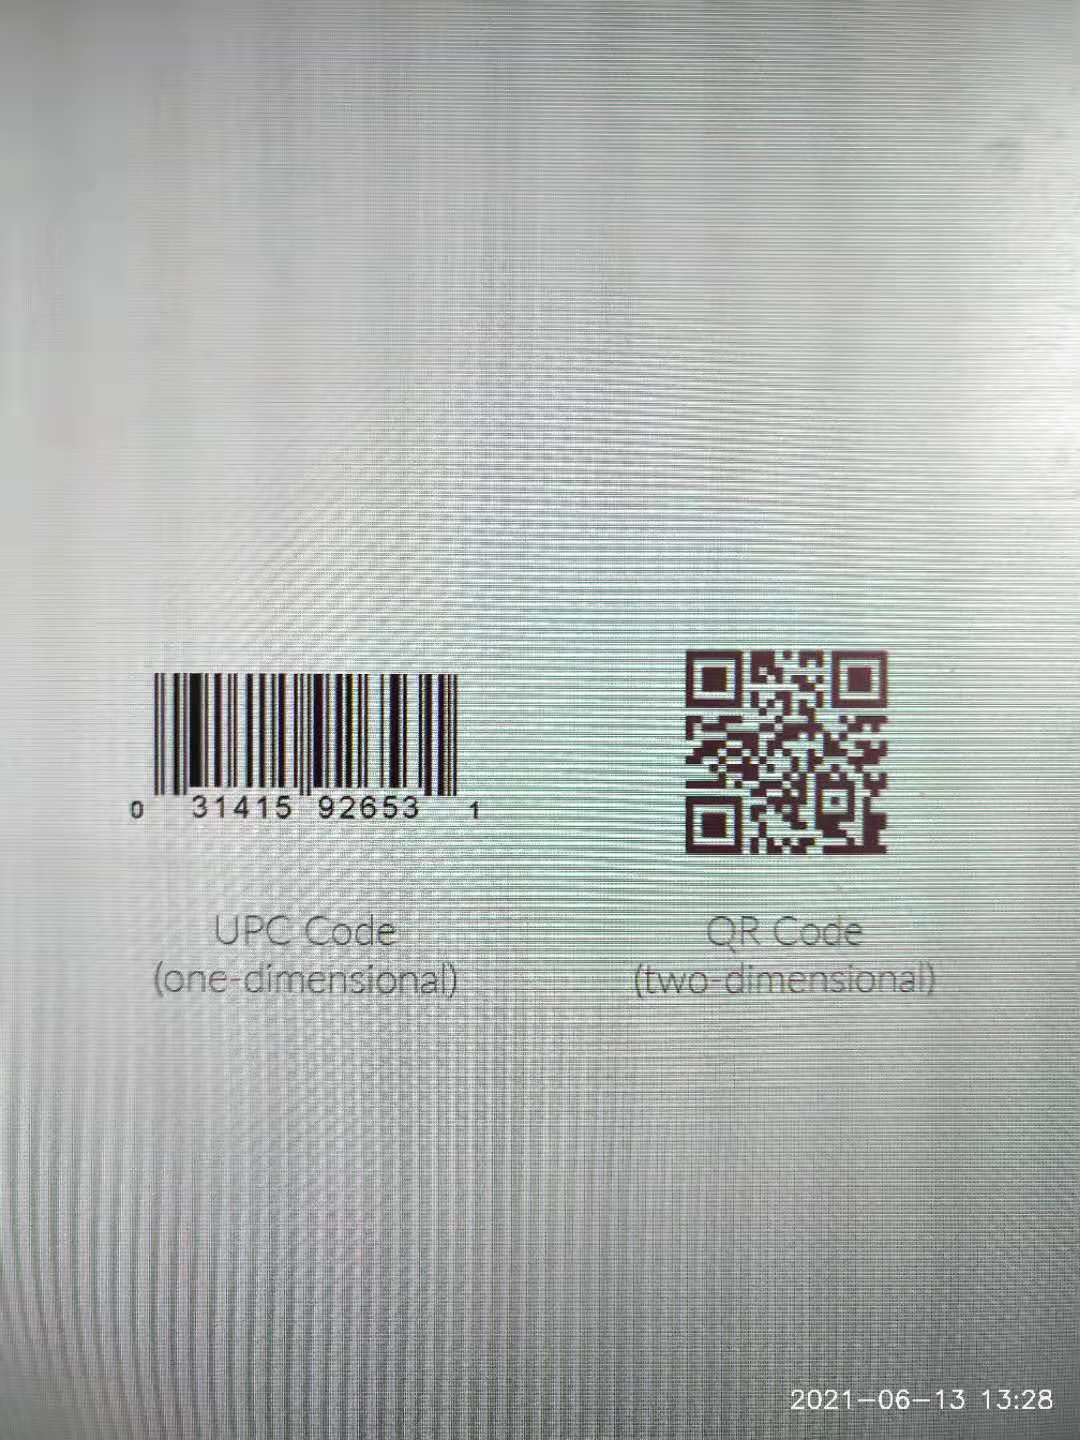 0 31415 92653 1
UPC Code
(one-dimensional)
QR Code
(two-dimensional)
2021-06-13 13:28